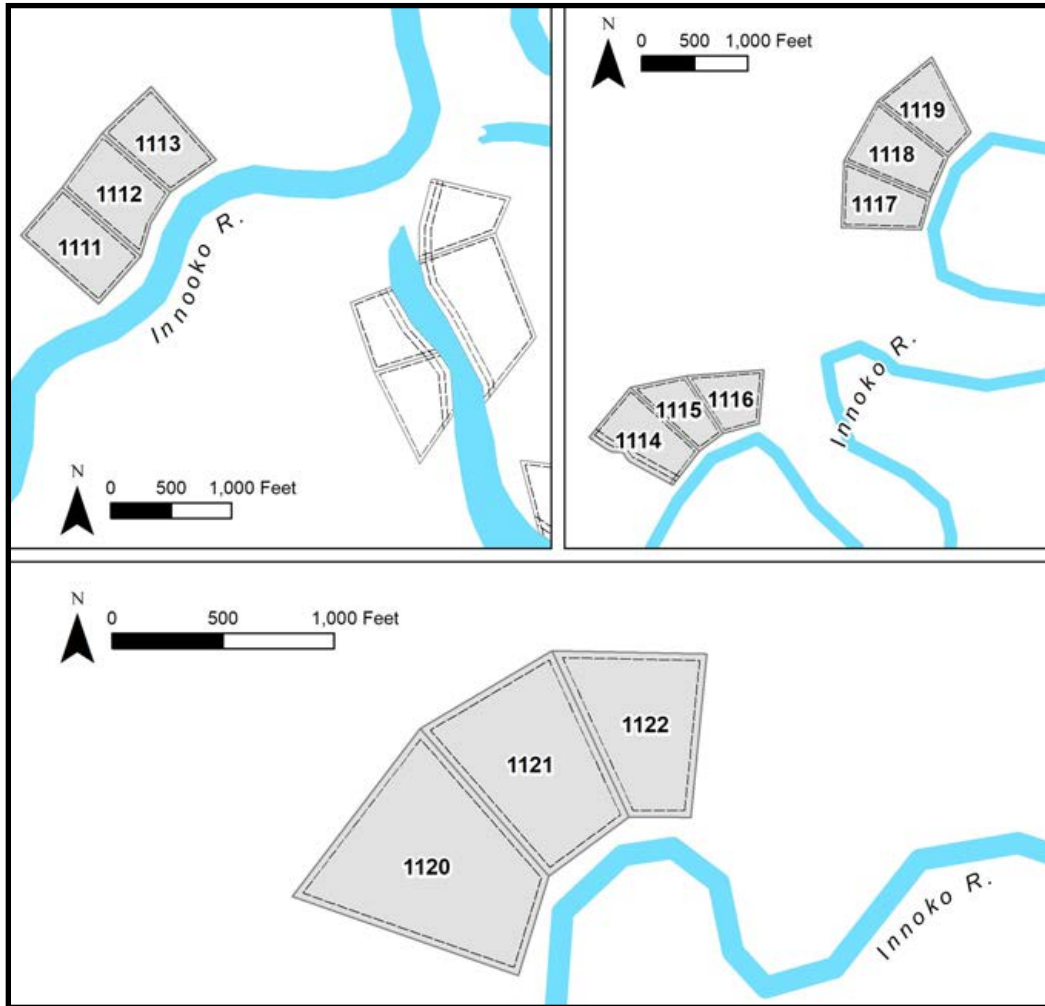 N
0 500 1,000 Feet
1113
1112
1111
Innooko R.
N
0 500 1,000 Feet
1119
1118
1117
1116
1115
1114
Innoko R.
N
0 500 1,000 Feet
1122
1121
1120
Innoko R.